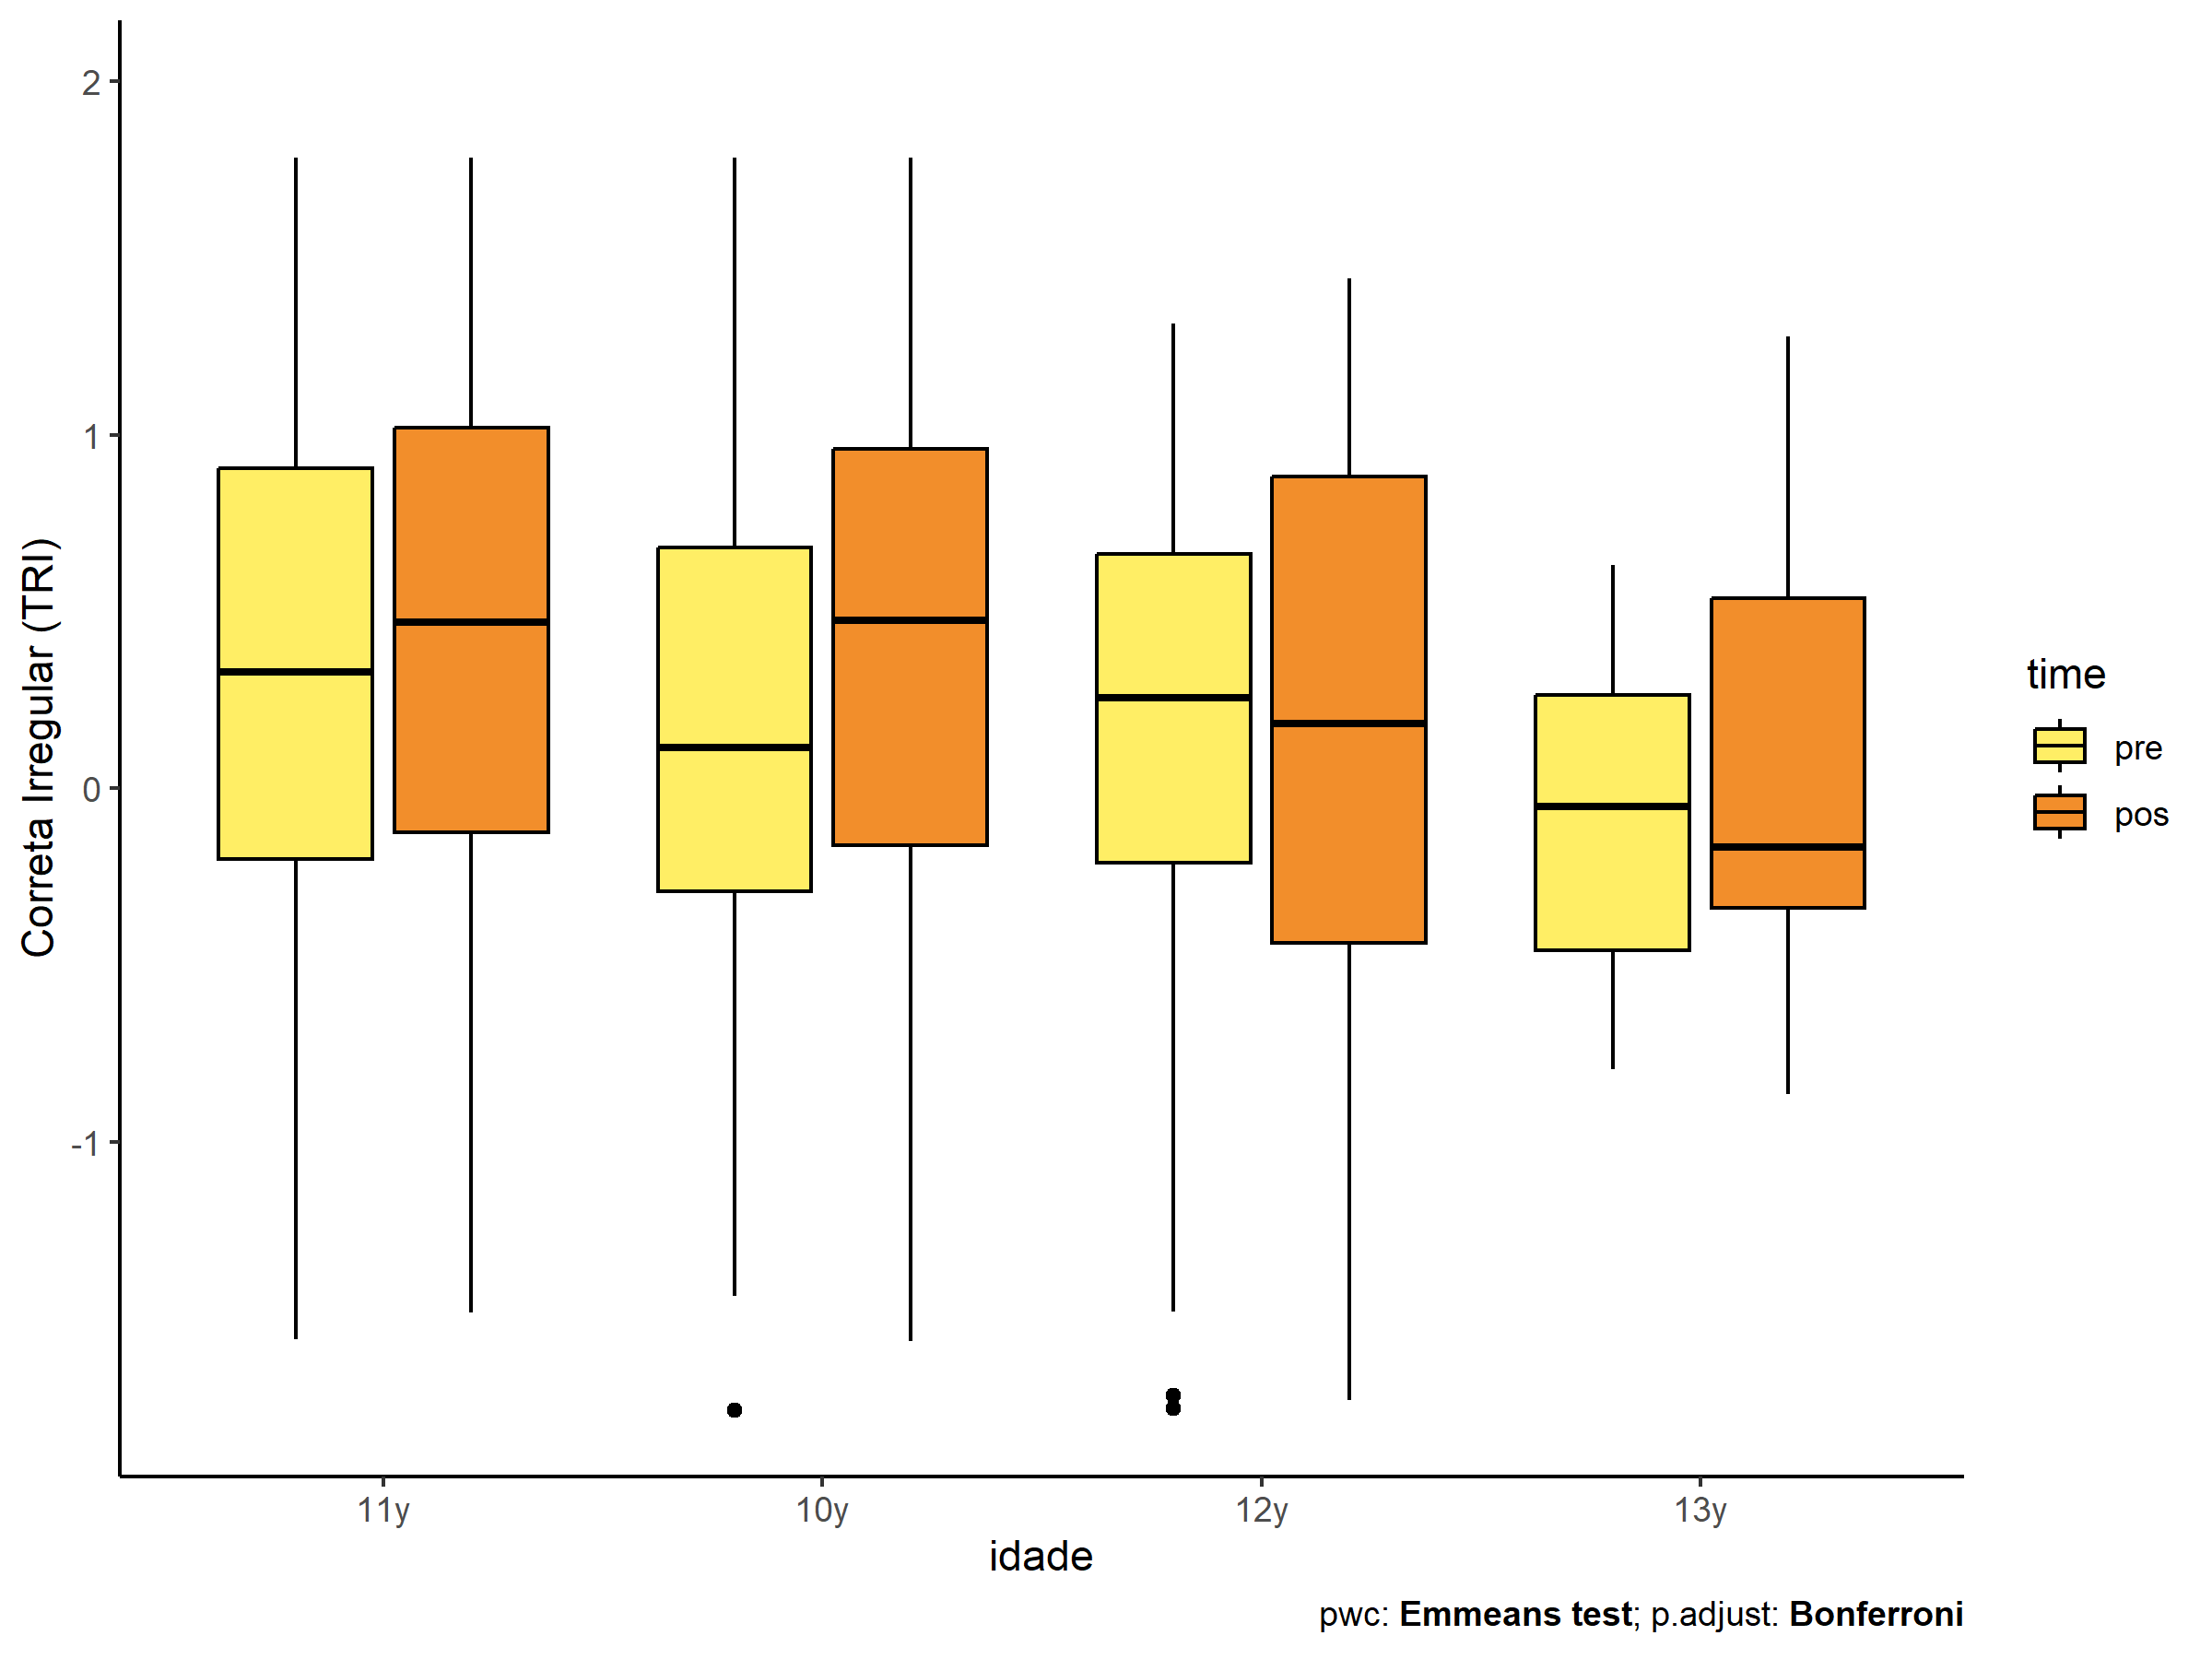 Correta Irregular (TRI)
2
1
0
-1
11y
10y
12y
13y
idade
time
pre
pos
pwc: Emmeans test; p.adjust: Bonferroni